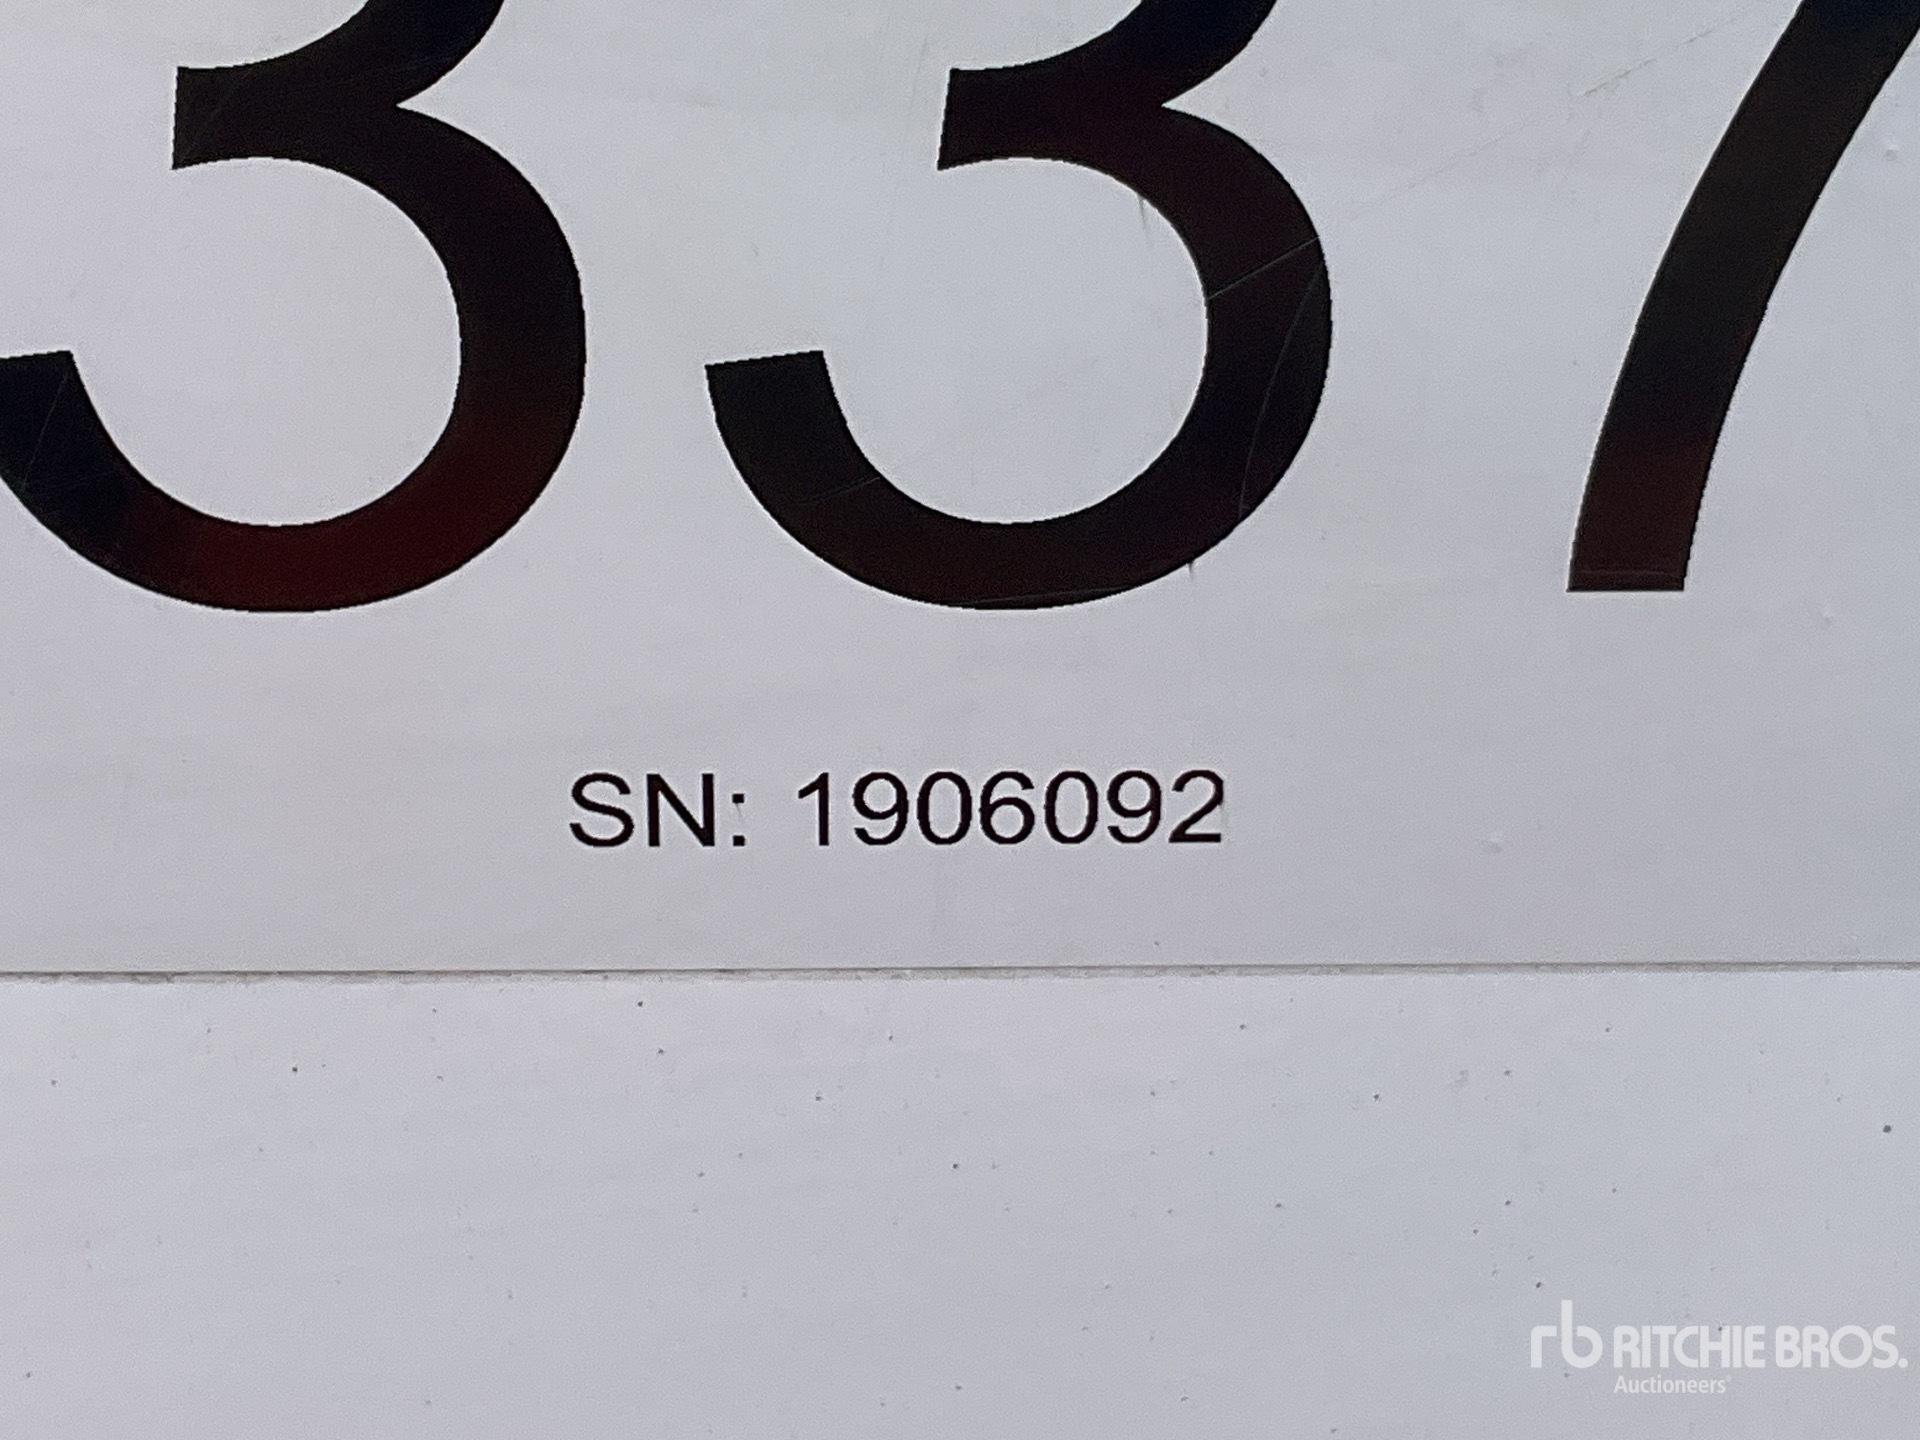 337
SN: 1906092
rb RITCHIE BROS.
Auctioneers